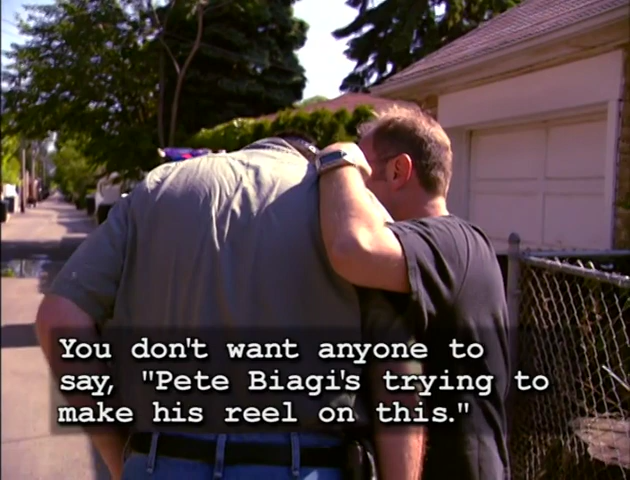 You don't want anyone to
say, "Pete Biagi's trying to
make his reel on this."